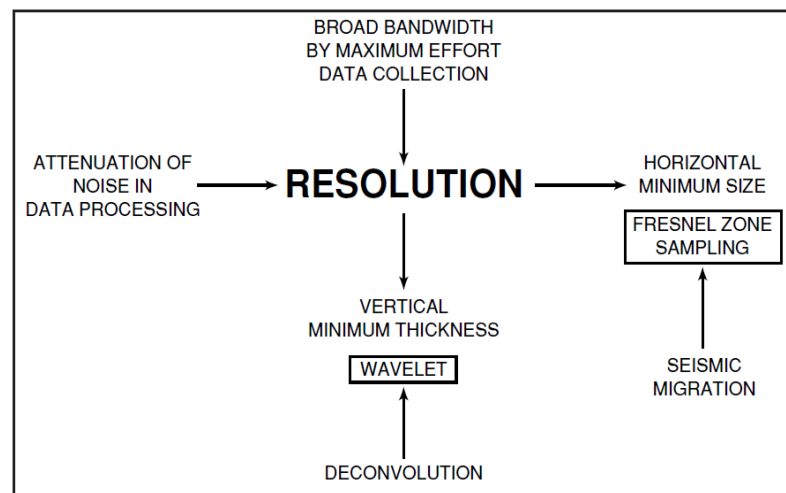 BROAD BANDWIDTH
BY MAXIMUM EFFORT
DATA COLLECTION
ATTENUATION OF
NOISE IN
DATA PROCESSING
RESOLUTION
HORIZONTAL
MINIMUM SIZE
FRESNEL ZONE
SAMPLING
VERTICAL
MINIMUM THICKNESS
WAVELET
SEISMIC
MIGRATION
DECONVOLUTION